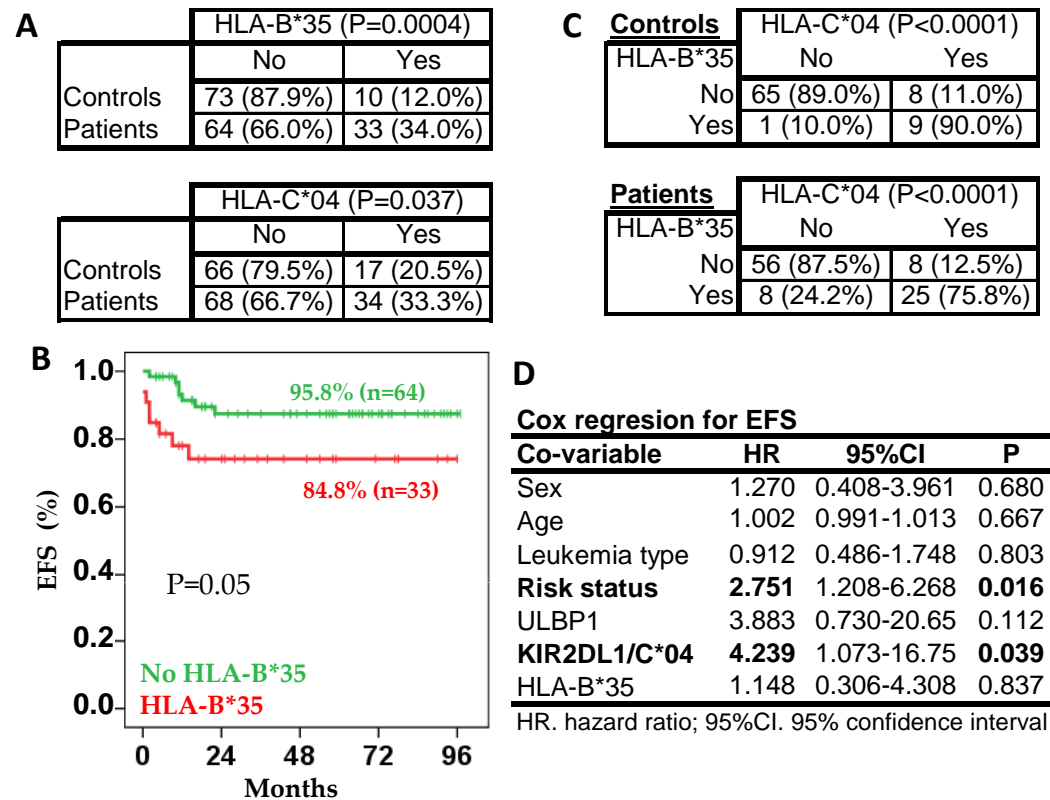 A
HLA-B*35 (P=0.0004)
No Yes
Controls 73 (87.9%) 10 (12.0%)
Patients 64 (66.0%) 33 (34.0%)
HLA-C*04 (P=0.037)
No Yes
Controls 66 (79.5%) 17 (20.5%)
Patients 68 (66.7%) 34 (33.3%)
C
Controls HLA-C*04 (P<0.0001)
HLA-B*35 No Yes
No 65 (89.0%) 8 (11.0%)
Yes 1 (10.0%) 9 (90.0%)
Patients HLA-C*04 (P<0.0001)
HLA-B*35 No Yes
No 56 (87.5%) 8 (12.5%)
Yes 8 (24.2%) 25 (75.8%)
B
EFS (%)
1.0
0.8
0.6
0.4
0.2
0.0
95.8% (n=64)
84.8% (n=33)
P=0.05
No HLA-B*35
HLA-B*35
0 24 48 72 96
Months
D
Cox regresion for EFS
Co-variable HR 95%CI P
Sex 1.270 0.408-3.961 0.680
Age 1.002 0.991-1.013 0.667
Leukemia type 0.912 0.486-1.748 0.803
Risk status 2.751 1.208-6.268 0.016
ULBP1 3.883 0.730-20.65 0.112
KIR2DL1/C*04 4.239 1.073-16.75 0.039
HLA-B*35 1.148 0.306-4.308 0.837
HR. hazard ratio; 95%CI. 95% confidence interval